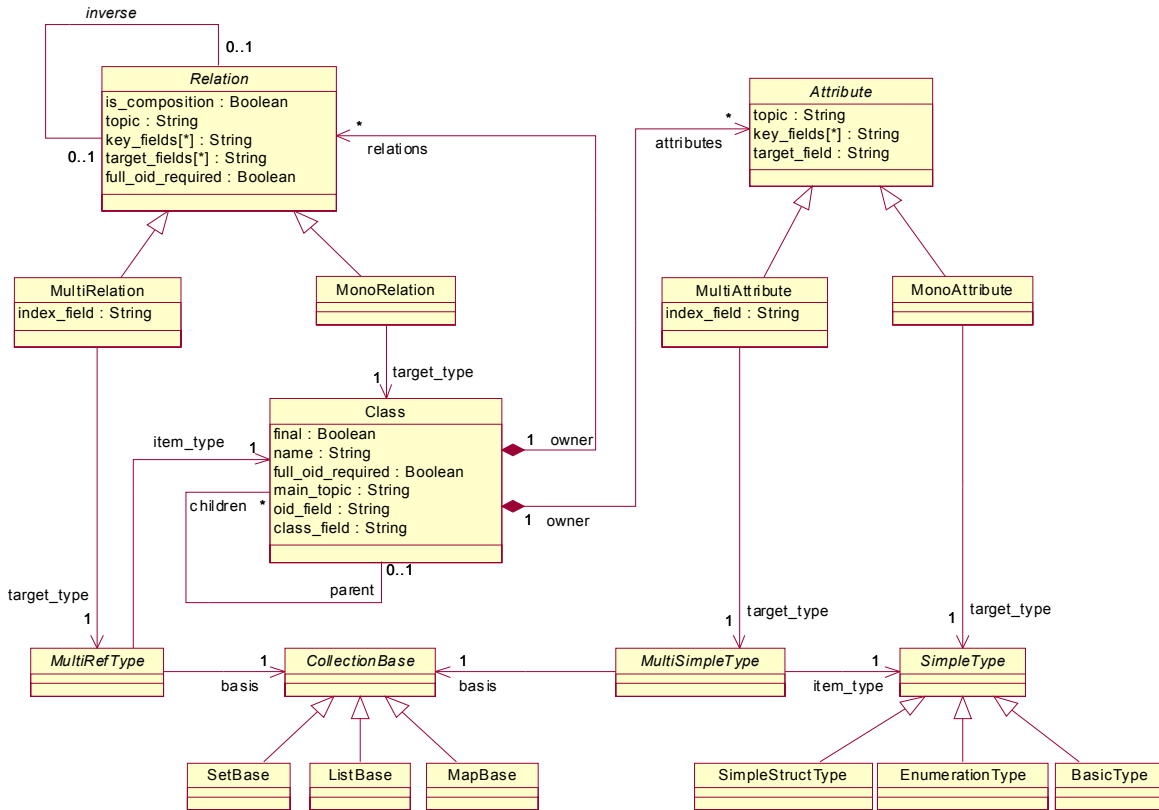 inverse
0..1
Relation
is_composition : Boolean
topic : String
key_fields[*] : String
target_fields[*] : String
full_oid_required : Boolean
0..1
*
relations
*
attributes
Attribute
topic : String
key_fields[*] : String
target_field : String
MultiRelation
index_field : String
MonoRelation
MultiAttribute
index_field : String
MonoAttribute
1
target_type
Class
final : Boolean
name : String
full_oid_required : Boolean
main_topic : String
oid_field : String
class_field : String
item_type
1
1
owner
1
owner
children
*
0..1
parent
target_type
1
target_type
1
target_type
1
MultiRefType
1
basis
CollectionBase
1
basis
MultiSimpleType
1
item_type
SimpleType
SetBase
ListBase
MapBase
SimpleStructType
EnumerationType
BasicType